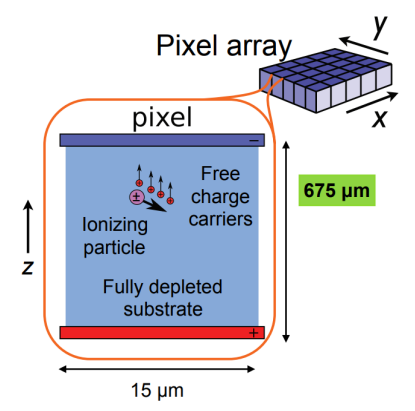 Pixel array
y
x
pixel
−
Free
charge
carriers
±
Ionizing
particle
675 μm
z
Fully depleted
substrate
+
15 μm